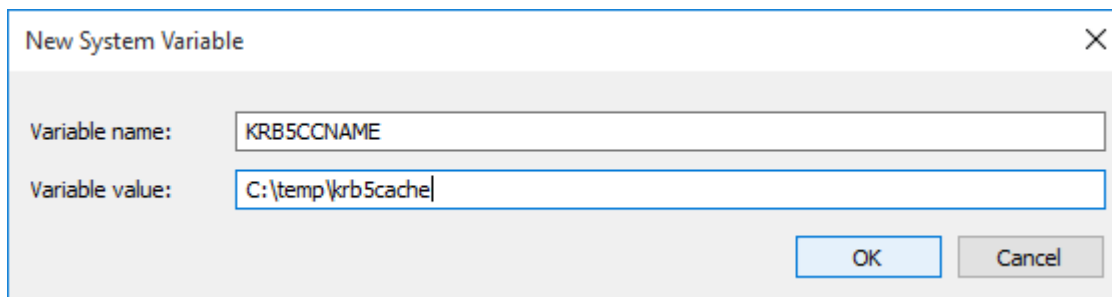 New System Variable
Variable name: KRB5CCNAME
Variable value: C:\temp\krb5cache
OK Cancel